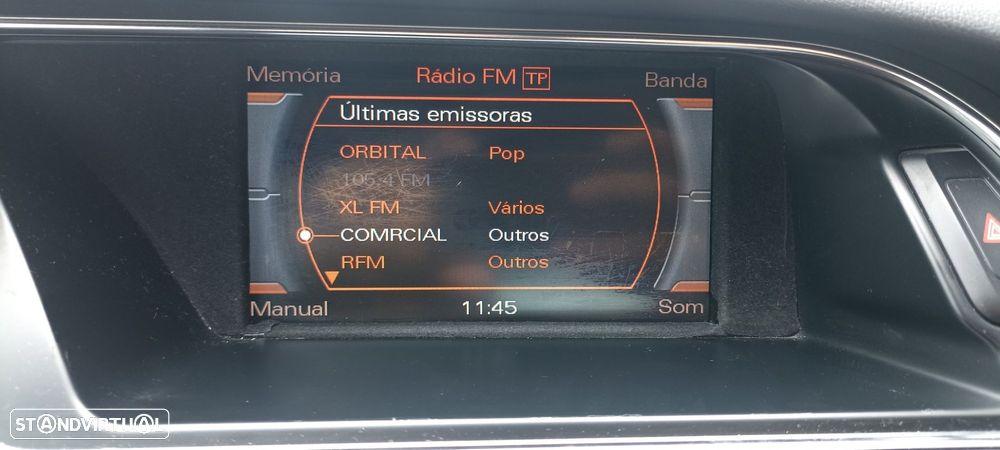 Memória Rádio FM TP Banda
Últimas emissoras
ORBITAL Pop
105.4 FM
XL FM Vários
COMRCIAL Outros
RFM Outros
Manual 11:45 Som
STANDVIRTUAL